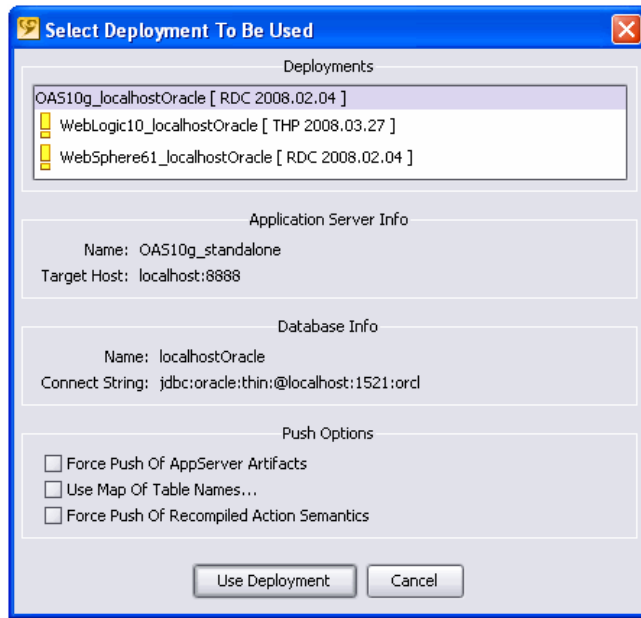 Select Deployment To Be Used
Deployments
OAS10g_localhostOracle [ RDC 2008.02.04 ]
WebLogic10_localhostOracle [ THP 2008.03.27 ]
WebSphere61_localhostOracle [ RDC 2008.02.04 ]
Application Server Info
Name: OAS10g_standalone
Target Host: localhost:8888
Database Info
Name: localhostOracle
Connect String: jdbc:oracle:thin:@localhost:1521:orcl
Push Options
Force Push Of AppServer Artifacts
Use Map Of Table Names...
Force Push Of Recompiled Action Semantics
Use Deployment Cancel